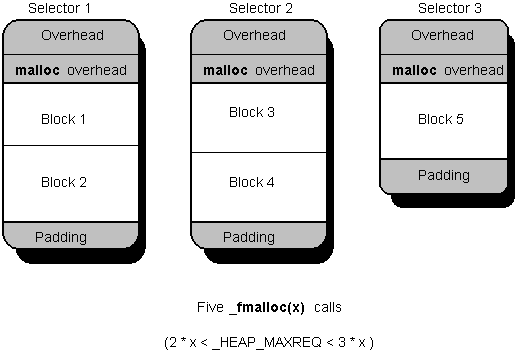 Selector 1
Overhead
malloc overhead
Block 1
Block 2
Padding
Selector 2
Overhead
malloc overhead
Block 3
Block 4
Padding
Selector 3
Overhead
malloc overhead
Block 5
Padding
Five _fmalloc(x) calls
(2 * x < _HEAP_MAXREQ < 3 * x )